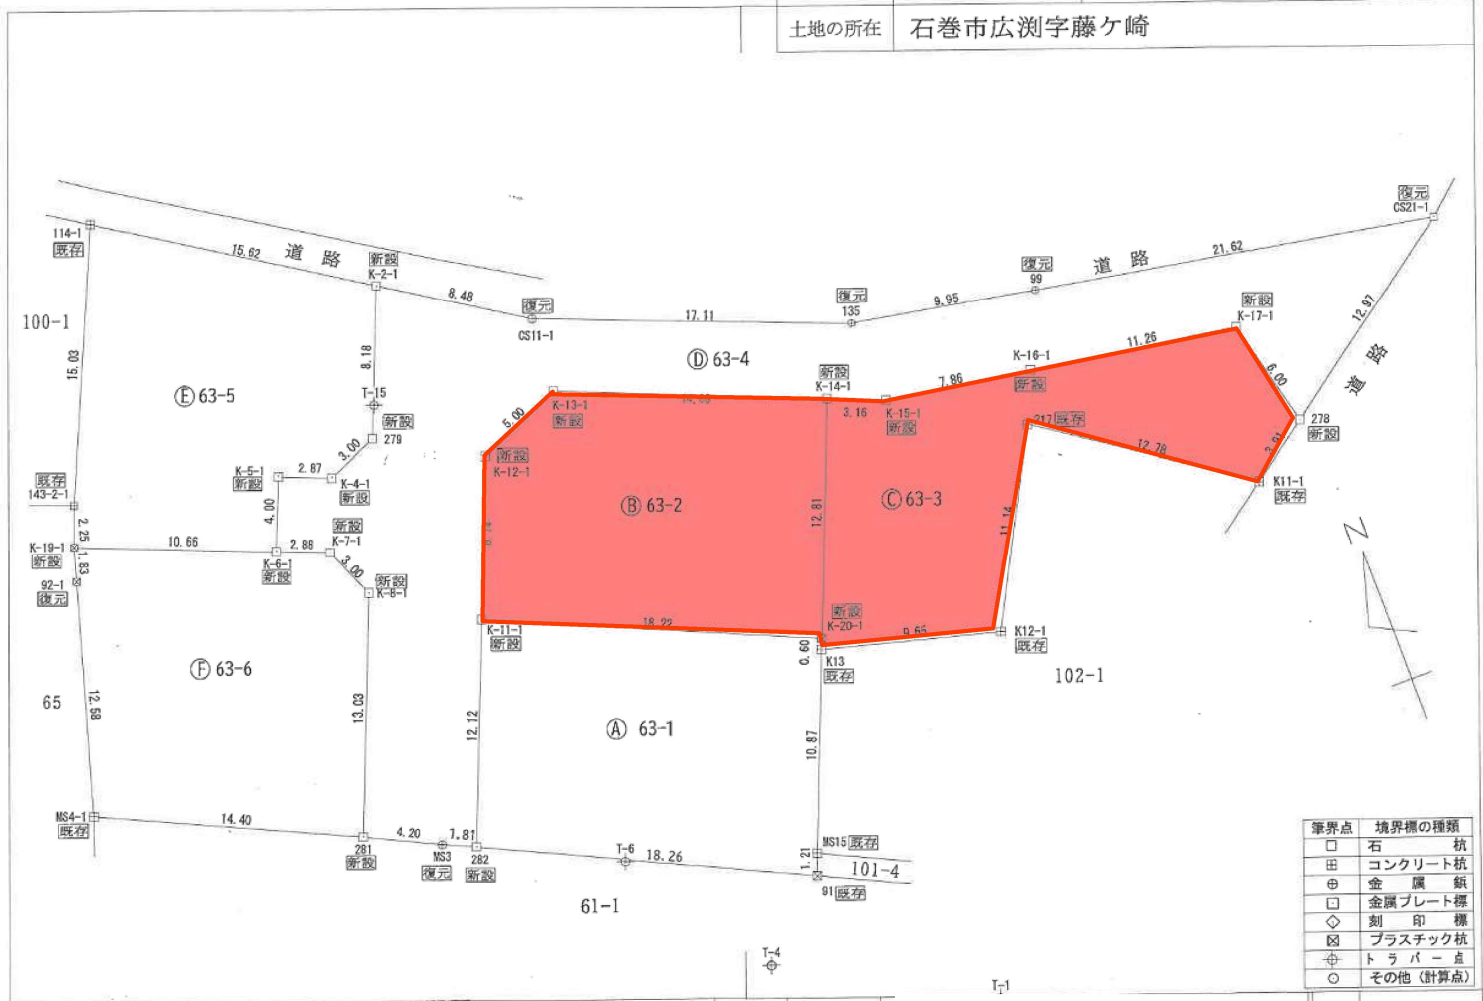 土地の所在 石巻市広渕字藤ケ崎
復元
CS21-1
114-1
既存
15.62
道路
新設
K-2-1
8.48
復元
CS11-1
17.11
復元
135
9.95
復元
99
道路
21.62
12.97
道路
新設
K-17-1
100-1
15.03
8.18
Ⓓ 63-4
11.26
K-16-1
新設
6.00
Ⓔ 63-5
T-15
新設
279
5.00
K-13-1
新設
新設
K-14-1
3.16
7.86
K-15-1
新設
217 既存
12.78
278
新設
3.91
K11-1
既存
3.00
K-5-1
新設
2.87
K-4-1
新設
新設
K-12-1
既存
143-2-1
4.00
Ⓑ 63-2
12.81
Ⓒ 63-3
11.14
2.25
K-19-1
新設
10.66
K-6-1
新設
2.88
新設
K-7-1
3.00
新設
K-8-1
1.83
92-1
復元
K-11-1
新設
18.22
新設
K-20-1
0.60
K13
既存
9.65
K12-1
既存
102-1
Ⓕ 63-6
65
12.58
13.03
12.12
Ⓐ 63-1
10.87
MS4-1
既存
14.40
281
新設
4.20
MS3
復元
1.81
282
新設
T-6
18.26
MS15 既存
1.21
91 既存
101-4
61-1
T-4
T-1
筆界点 境界標の種類
石杭
コンクリート杭
金属鋲
金属プレート標
刻印標
プラスチック杭
トラバー点
その他（計算点）